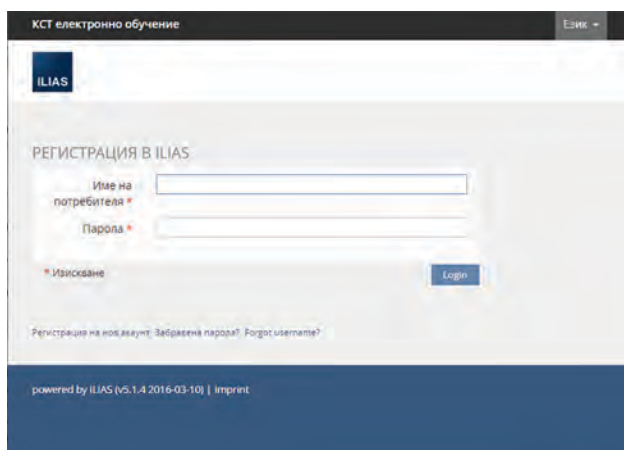 КСТ електронно обучение
Език
ILIAS
РЕГИСТРАЦИЯ В ILIAS
Име на
потребителя *
Парола *
* Изискване
Login
Регистрация на нов акаунт Забравена парола? Forgot username?
powered by ILIAS (v5.1.4 2016-03-10) | Imprint